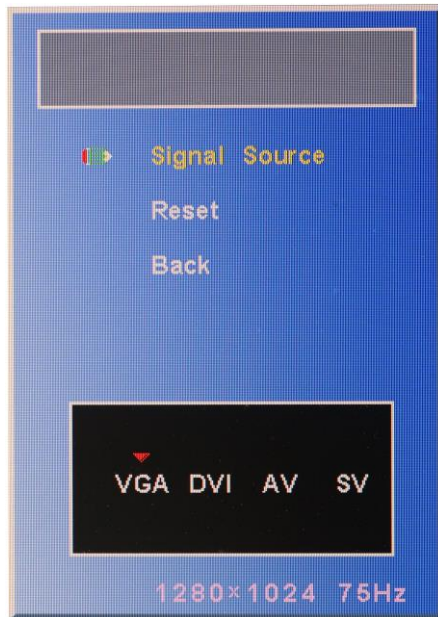 Signal Source
Reset
Back
VGA DVI AV SV
1280×1024 75Hz